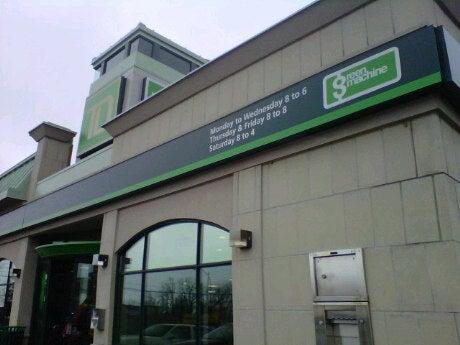 green
machine
Monday to Wednesday 8 to 6
Thursday & Friday 8 to 8
Saturday 8 to 4